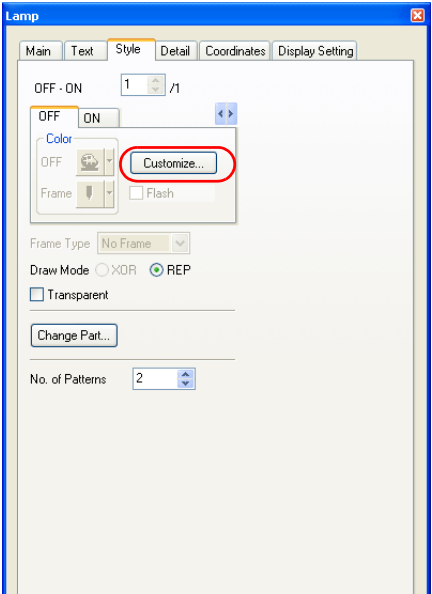 Lamp
Main Text Style Detail Coordinates Display Setting
OFF - ON 1 /1
OFF ON
Color
OFF Customize...
Frame Flash
Frame Type No Frame
Draw Mode XOR REP
Transparent
Change Part...
No. of Patterns 2